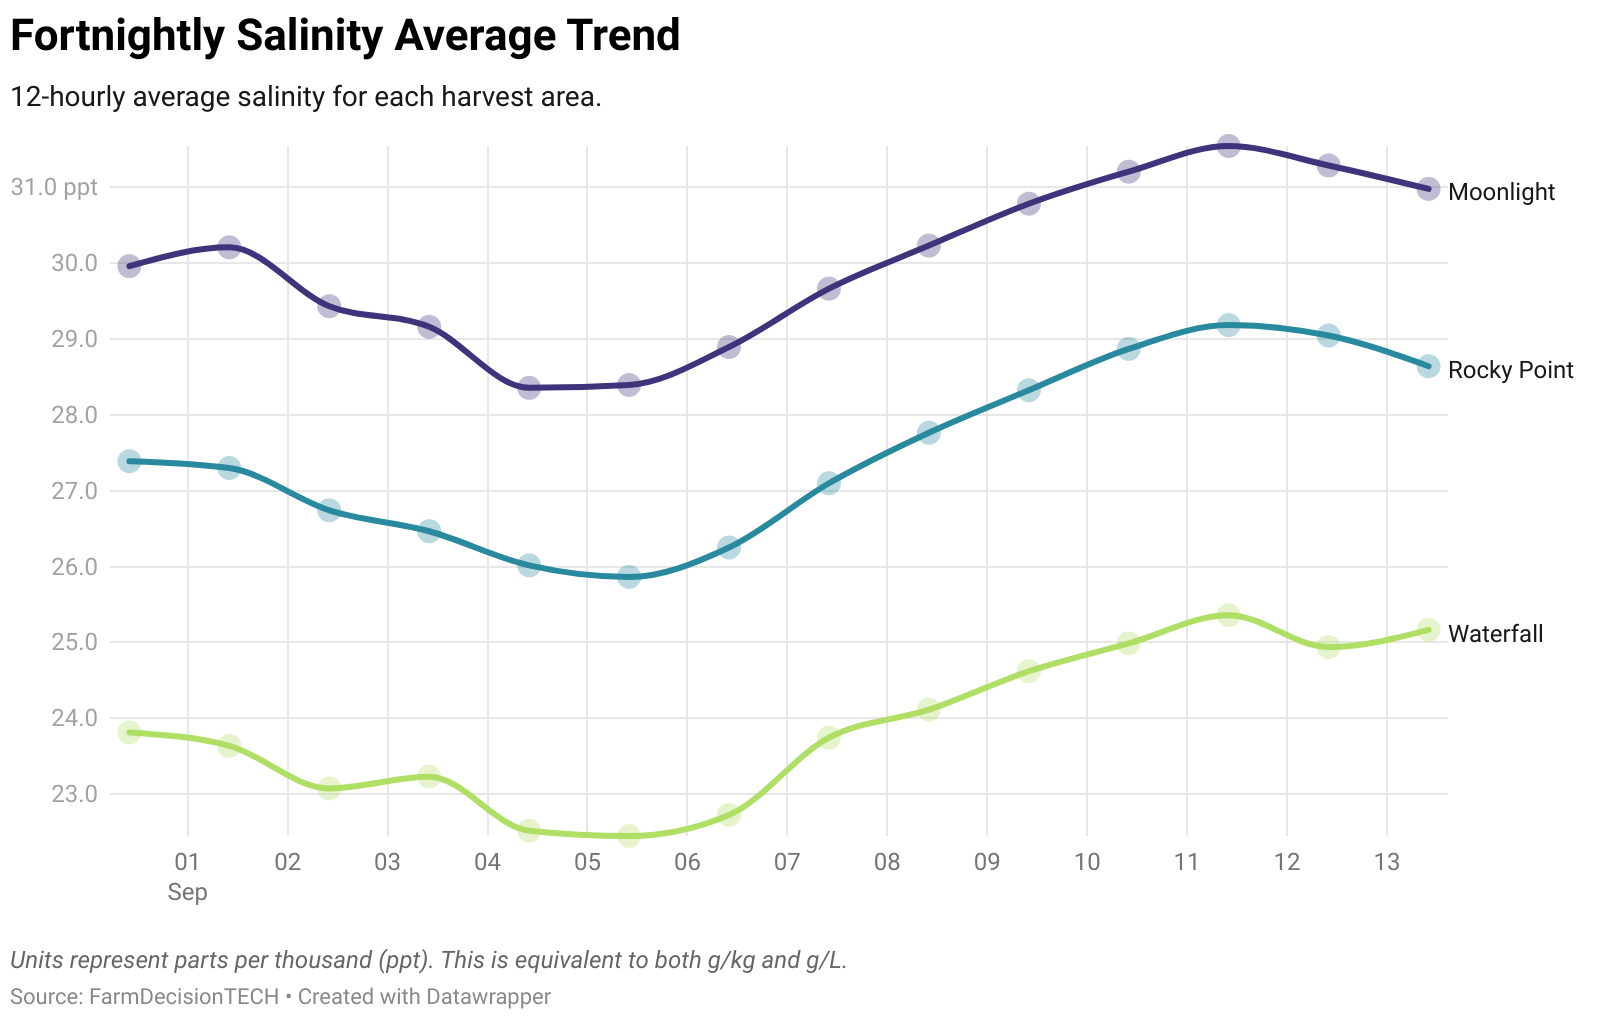 Fortnightly Salinity Average Trend
12-hourly average salinity for each harvest area.
31.0 ppt
30.0
29.0
28.0
27.0
26.0
25.0
24.0
23.0
Moonlight
Rocky Point
Waterfall
01 02 03 04 05 06 07 08 09 10 11 12 13
Sep
Units represent parts per thousand (ppt). This is equivalent to both g/kg and g/L.
Source: FarmDecisionTECH • Created with Datawrapper